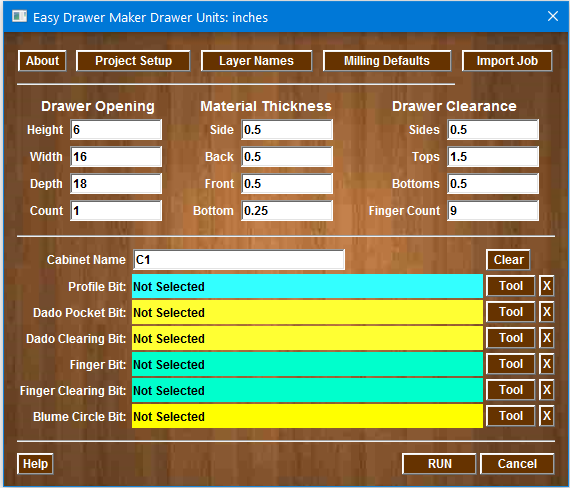 Easy Drawer Maker Drawer Units: inches
About Project Setup Layer Names Milling Defaults Import Job
Drawer Opening Material Thickness Drawer Clearance
Height 6 Side 0.5 Sides 0.5
Width 16 Back 0.5 Tops 1.5
Depth 18 Front 0.5 Bottoms 0.5
Count 1 Bottom 0.25 Finger Count 9
Cabinet Name C1 Clear
Profile Bit: Not Selected Tool X
Dado Pocket Bit: Not Selected Tool X
Dado Clearing Bit: Not Selected Tool X
Finger Bit: Not Selected Tool X
Finger Clearing Bit: Not Selected Tool X
Blume Circle Bit: Not Selected Tool X
Help RUN Cancel